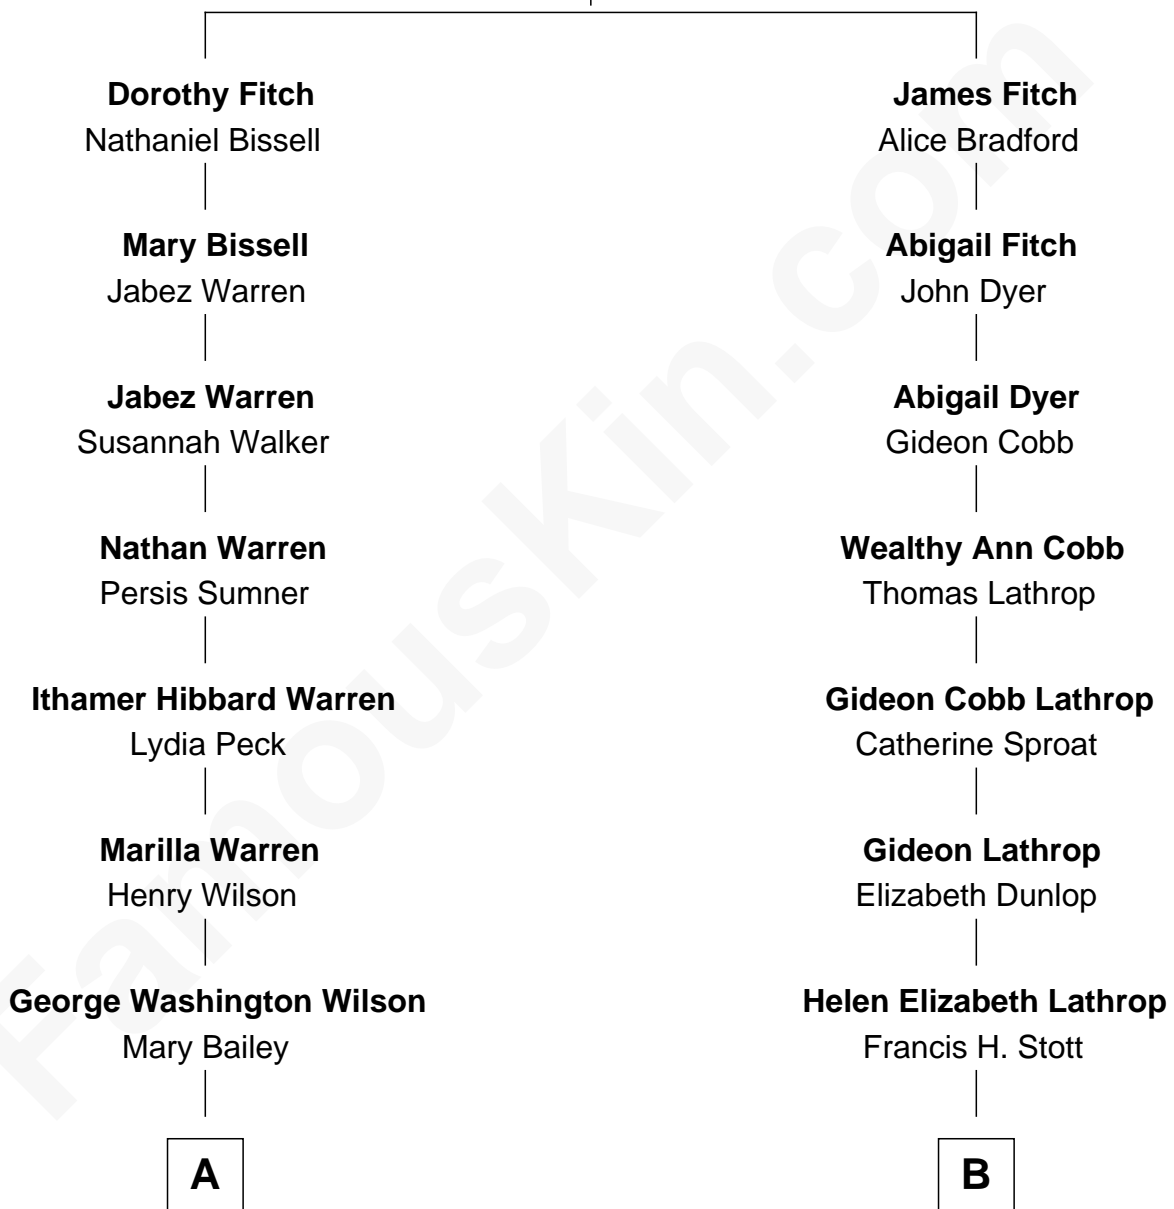 Dorothy Fitch
Nathaniel Bissell
James Fitch
Alice Bradford
Mary Bissell
Jabez Warren
Abigail Fitch
John Dyer
Jabez Warren
Susannah Walker
Abigail Dyer
Gideon Cobb
Nathan Warren
Persis Sumner
Wealthy Ann Cobb
Thomas Lathrop
Ithamer Hibbard Warren
Lydia Peck
Gideon Cobb Lathrop
Catherine Sproat
Marilla Warren
Henry Wilson
Gideon Lathrop
Elizabeth Dunlop
George Washington Wilson
Mary Bailey
Helen Elizabeth Lathrop
Francis H. Stott
A
B
FamousKin.com